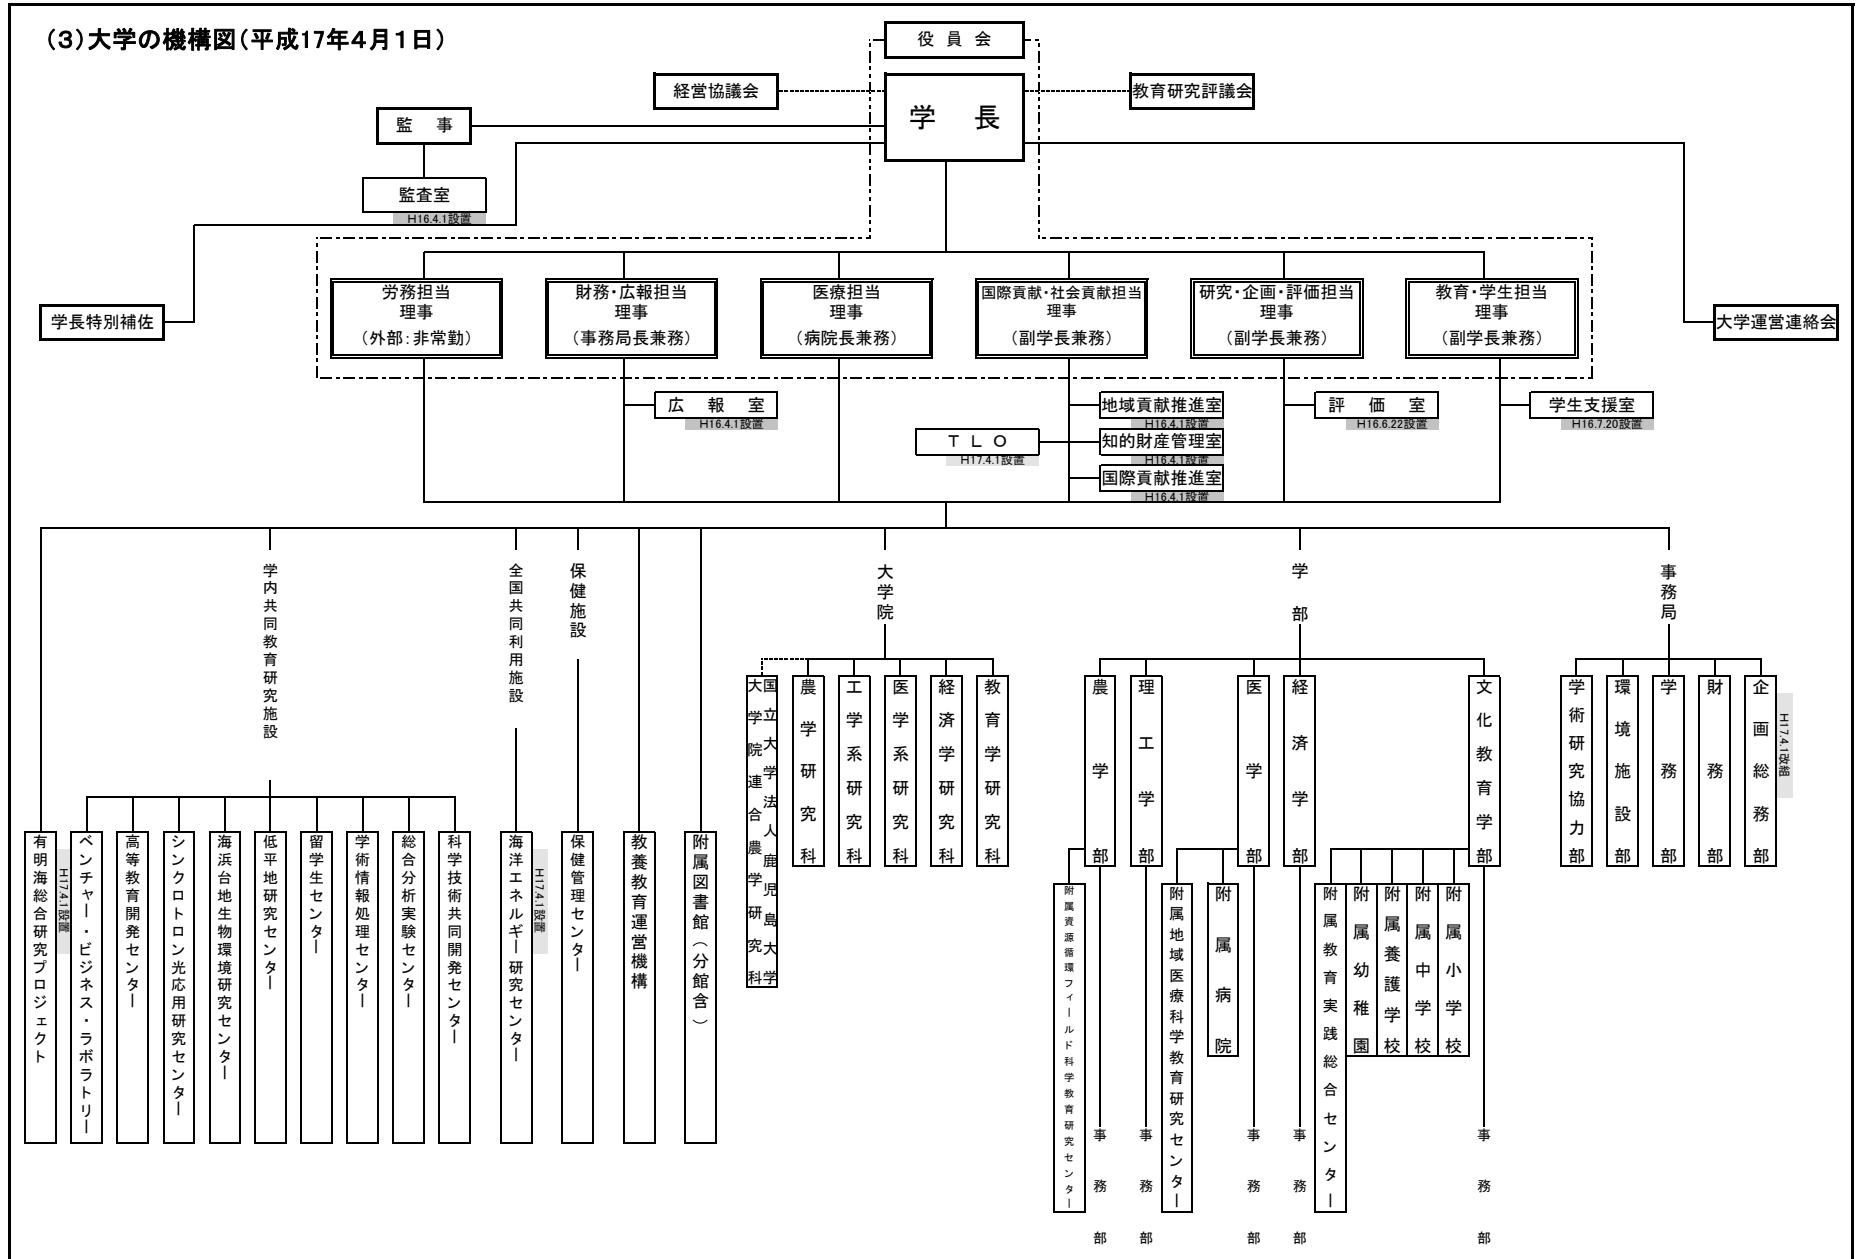 (３)大学の機構図(平成17年４月１日)
役員会
経営協議会
学長
教育研究評議会
監事
監査室
H16.4.1設置
労務担当
理事
(外部:非常勤)
財務・広報担当
理事
(事務局長兼務)
医療担当
理事
(病院長兼務)
国際貢献・社会貢献担当
理事
(副学長兼務)
研究・企画・評価担当
理事
(副学長兼務)
教育・学生担当
理事
(副学長兼務)
学長特別補佐
大学運営連絡会
広報室
H16.4.1設置
ＴＬＯ
H17.4.1設置
地域貢献推進室
H16.4.1設置
知的財産管理室
H16.4.1設置
国際貢献推進室
H16.4.1設置
評価室
H16.6.22設置
学生支援室
H16.7.20設置
学内共同教育研究施設
全国共同利用施設
保健施設
大学院
学部
事務局
有明海総合研究プロジェクト
H17.4.1設置
ベンチャー・ビジネス・ラボラトリー
高等教育開発センター
シンクロトロン光応用研究センター
海浜台地生物環境研究センター
低平地研究センター
留学生センター
学術情報処理センター
総合分析実験センター
科学技術共同開発センター
海洋エネルギー研究センター
H17.4.1設置
保健管理センター
教養教育運営機構
附属図書館(分館含)
国立大学法人鹿児島大学
大学院連合農学研究科
農学研究科
工学系研究科
医学系研究科
経済学研究科
教育学研究科
農学部
理工学部
医学部
経済学部
文化教育学部
学術研究協力部
環境施設部
学務部
財務部
企画総務部
H17.4.1改組
附属資源循環フィールド科学教育研究センター
事務部
事務部
附属地域医療科学教育研究センター
附属病院
事務部
事務部
附属教育実践総合センター
附属幼稚園
附属養護学校
附属中学校
附属小学校
事務部